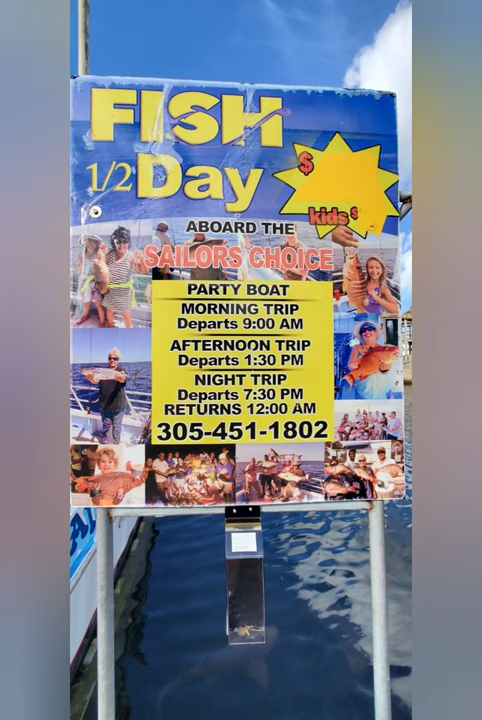 FISH
1/2 Day
$
kids $
ABOARD THE
SAILORS CHOICE
PARTY BOAT
MORNING TRIP
Departs 9:00 AM
AFTERNOON TRIP
Departs 1:30 PM
NIGHT TRIP
Departs 7:30 PM
RETURNS 12:00 AM
305-451-1802